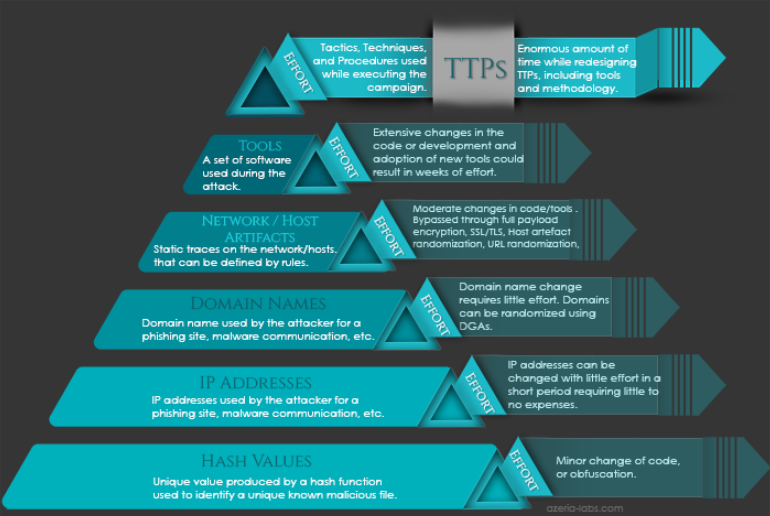 Tactics, Techniques,
and Procedures used
while executing the
campaign.
EFFORT
TTPs
Enormous amount of
time while redesigning
TTPs, including tools
and methodology.
TOOLS
A set of software
used during the
attack.
EFFORT
Extensive changes in the
code or development and
adoption of new tools could
result in weeks of effort.
NETWORK / HOST
ARTIFACTS
Static traces on the network/hosts.
that can be defined by rules.
EFFORT
Moderate changes in code/tools .
Bypassed through full payload
encryption, SSL/TLS, Host artefact
randomization, URL randomization,
DOMAIN NAMES
Domain name used by the attacker for a
phishing site, malware communication, etc.
EFFORT
Domain name change
requires little effort. Domains
can be randomized using
DGAs.
IP ADDRESSES
IP addresses used by the attacker for a
phishing site, malware communication, etc.
EFFORT
IP addresses can be
changed with little effort in a
short period requiring little to
no expenses.
HASH VALUES
Unique value produced by a hash function
used to identify a unique known malicious file.
EFFORT
Minor change of code,
or obfuscation.
azeria-labs.com